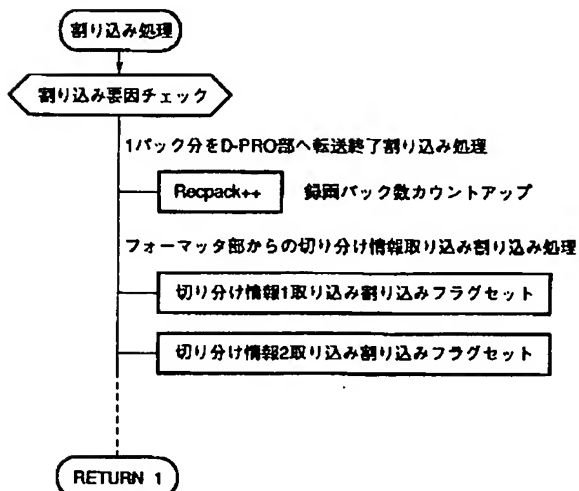 割り込み処理
割り込み要因チェック
1パック分をD-PRO部へ転送終了割り込み処理
Recpack++ 録画パック数カウントアップ
フォーマッタ部からの切り分け情報取り込み割り込み処理
切り分け情報1取り込み割り込みフラグセット
切り分け情報2取り込み割り込みフラグセット
RETURN 1